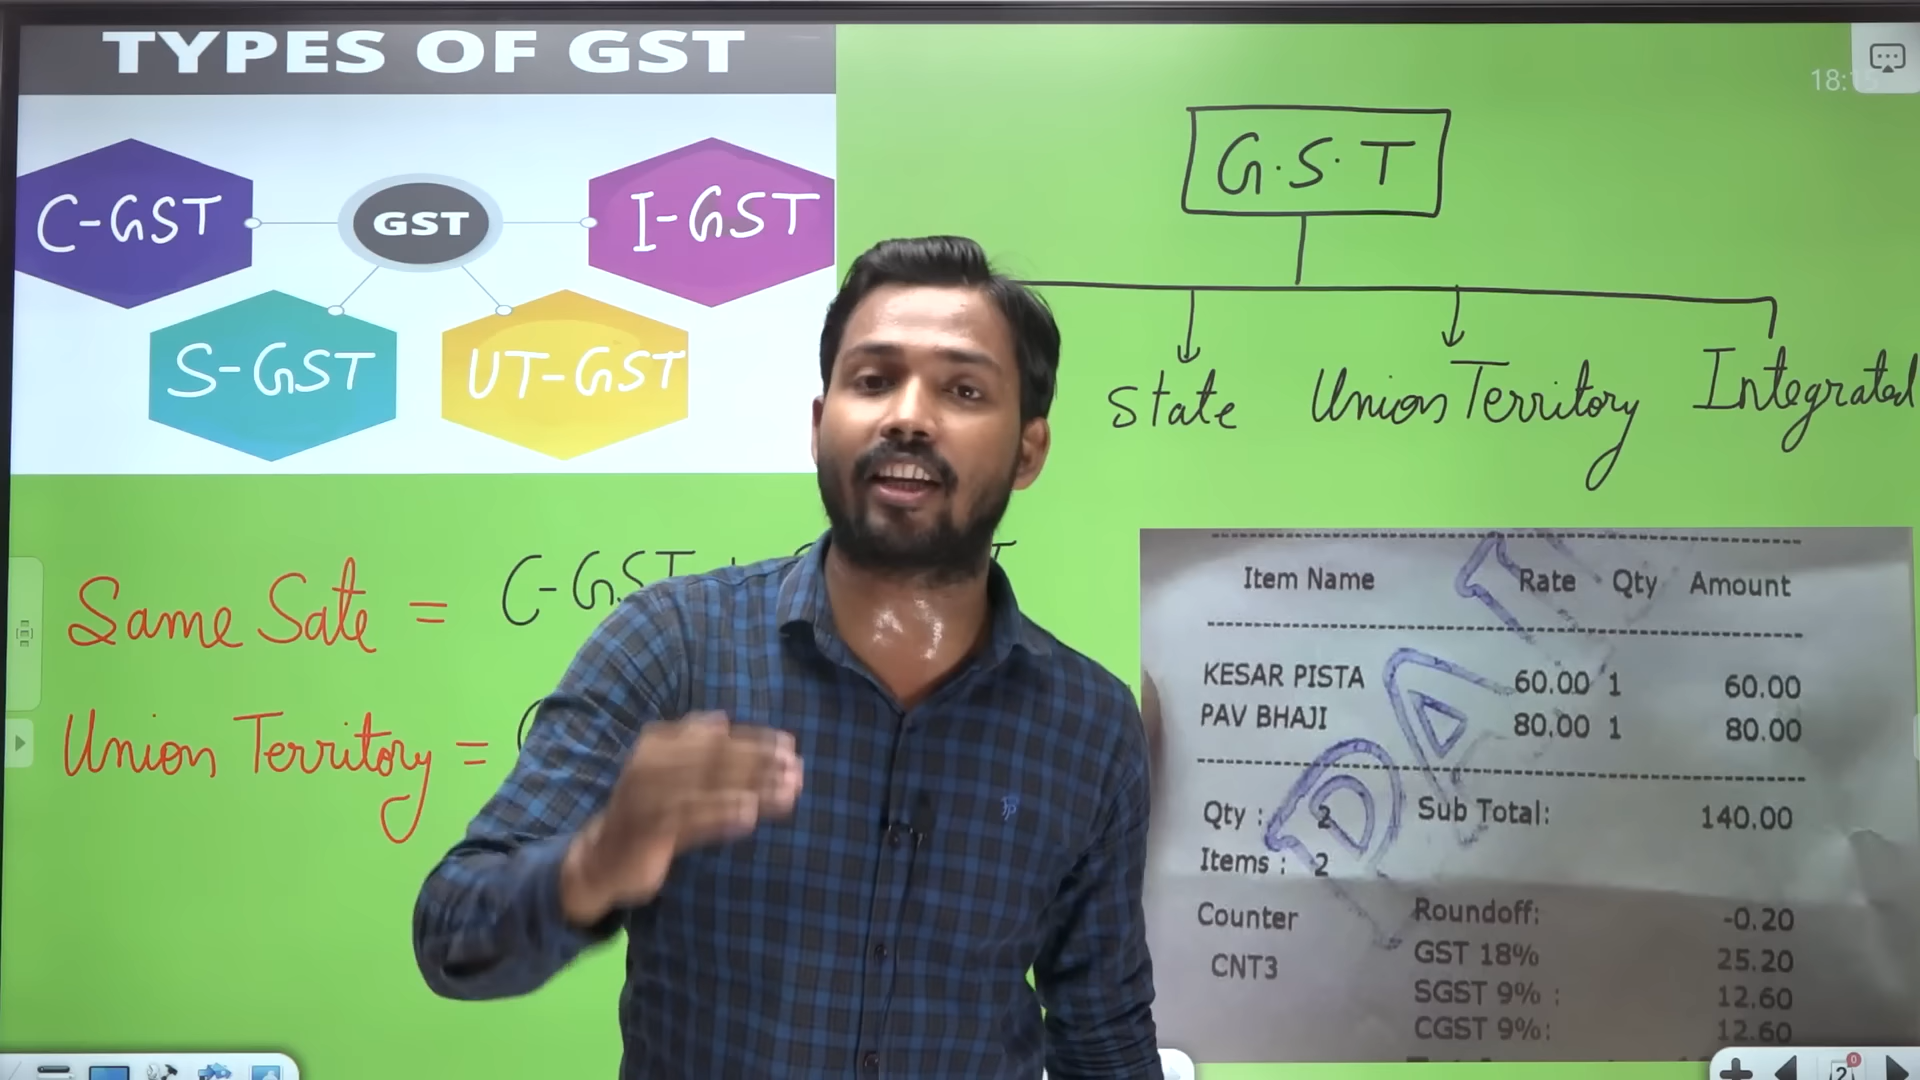 TYPES OF GST
C-GST
GST
I-GST
S-GST
UT-GST
G.S.T
State
Union Territory
Integrated
Same Sate = C-GST
Union Territory =
Item Name Rate Qty Amount
KESAR PISTA 60.00 1 60.00
PAV BHAJI 80.00 1 80.00
Qty : 2 Sub Total: 140.00
Items : 2
Counter Roundoff: -0.20
CNT3 GST 18% 25.20
SGST 9% : 12.60
CGST 9%: 12.60
PAID